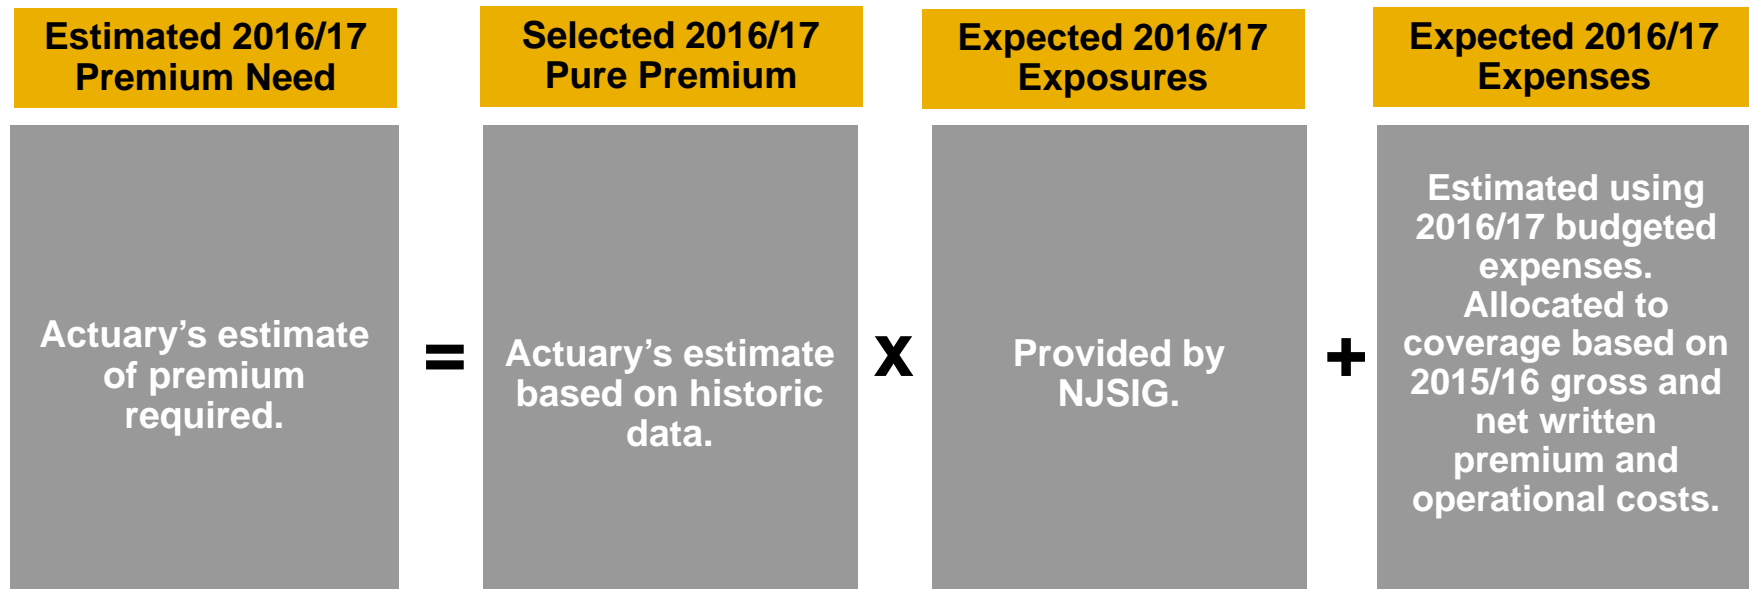 Estimated 2016/17
Premium Need
Selected 2016/17
Pure Premium
Expected 2016/17
Exposures
Expected 2016/17
Expenses
Actuary’s estimate
of premium
required.
=
Actuary’s estimate
based on historic
data.
x
Provided by
NJSIG.
+
Estimated using
2016/17 budgeted
expenses.
Allocated to
coverage based on
2015/16 gross and
net written
premium and
operational costs.